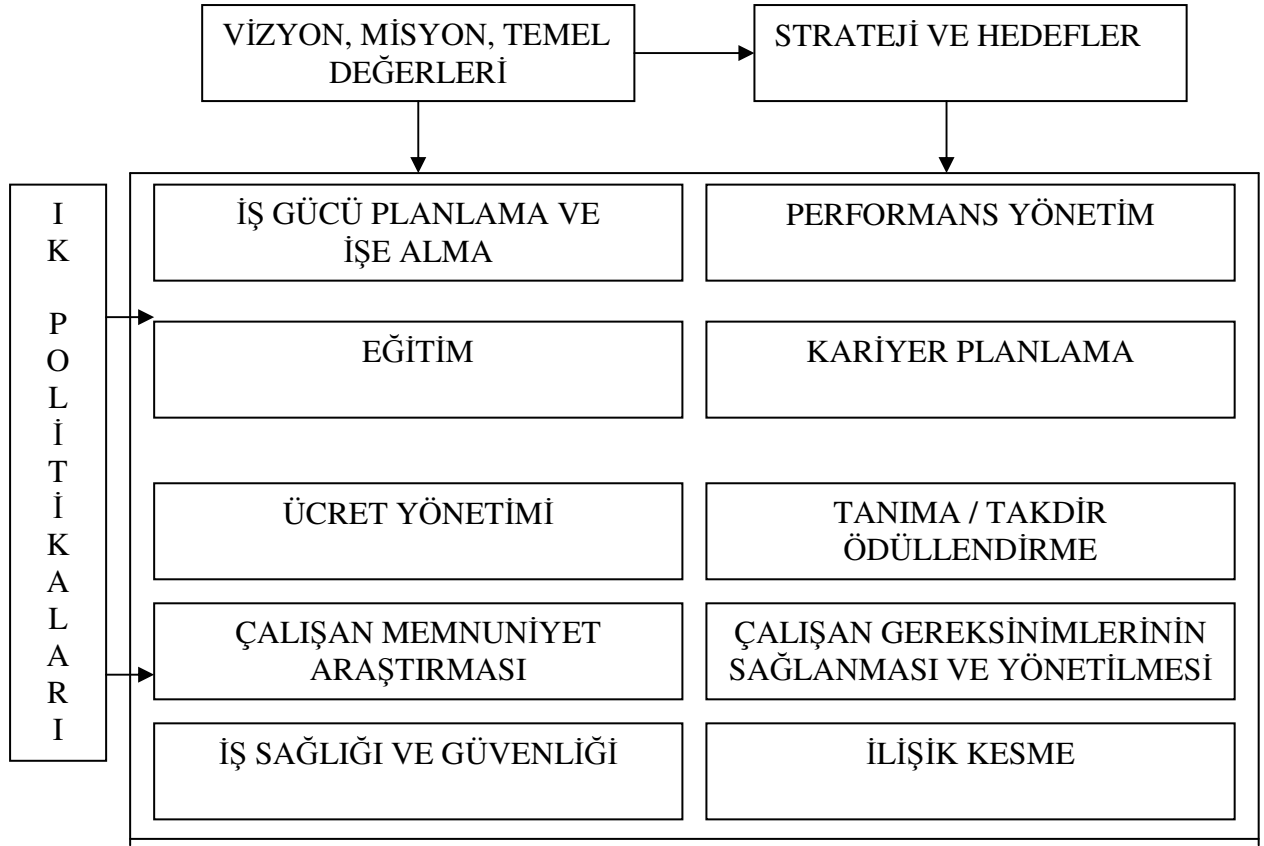 VİZYON, MİSYON, TEMEL
DEĞERLERİ
STRATEJİ VE HEDEFLER
I
K
P
O
L
İ
T
İ
K
A
L
A
R
I
İŞ GÜCÜ PLANLAMA VE
İŞE ALMA
PERFORMANS YÖNETİM
EĞİTİM
KARİYER PLANLAMA
ÜCRET YÖNETİMİ
TANIMA / TAKDİR
ÖDÜLLENDİRME
ÇALIŞAN MEMNUNİYET
ARAŞTIRMASI
ÇALIŞAN GEREKSİNİMLERİNİN
SAĞLANMASI VE YÖNETİLMESİ
İŞ SAĞLIĞI VE GÜVENLİĞİ
İLİŞİK KESME